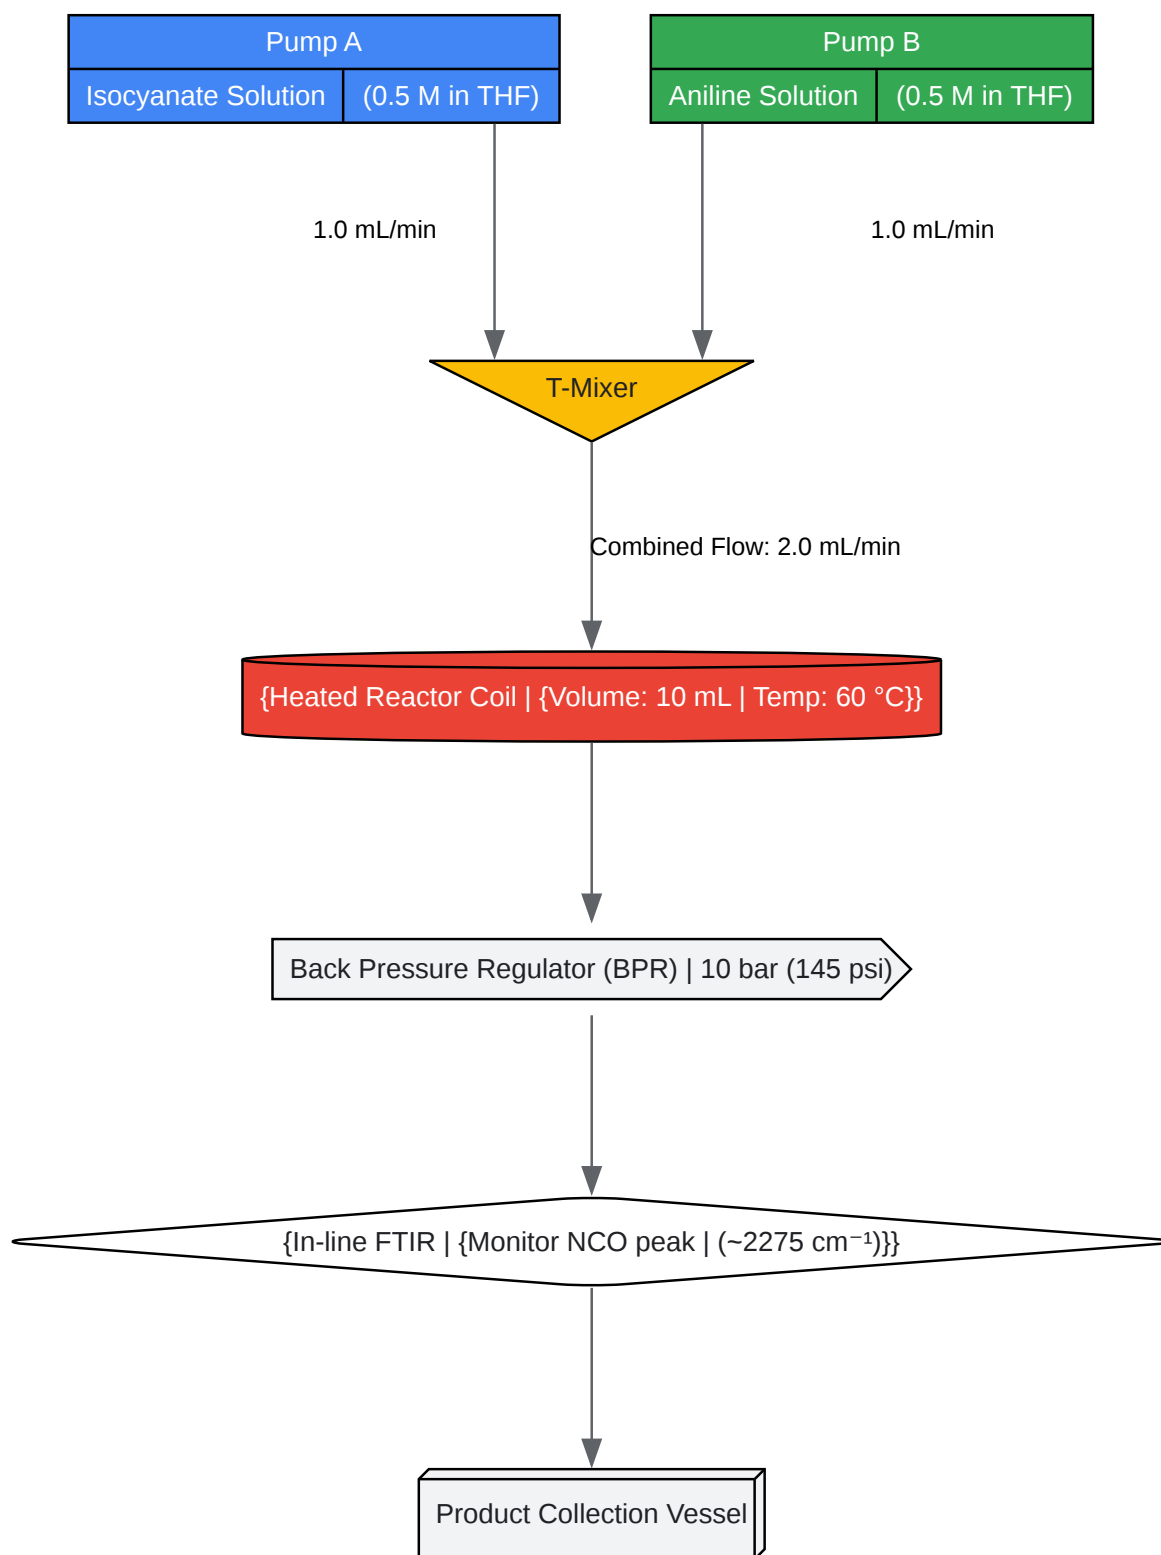 Pump A
Isocyanate Solution
(0.5 M in THF)
Pump B
Aniline Solution
(0.5 M in THF)
1.0 mL/min
1.0 mL/min
T-Mixer
Combined Flow: 2.0 mL/min
{Heated Reactor Coil | {Volume: 10 mL | Temp: 60 °C}}
Back Pressure Regulator (BPR) | 10 bar (145 psi)
{In-line FTIR | {Monitor NCO peak | (~2275 cm⁻¹)}}
Product Collection Vessel